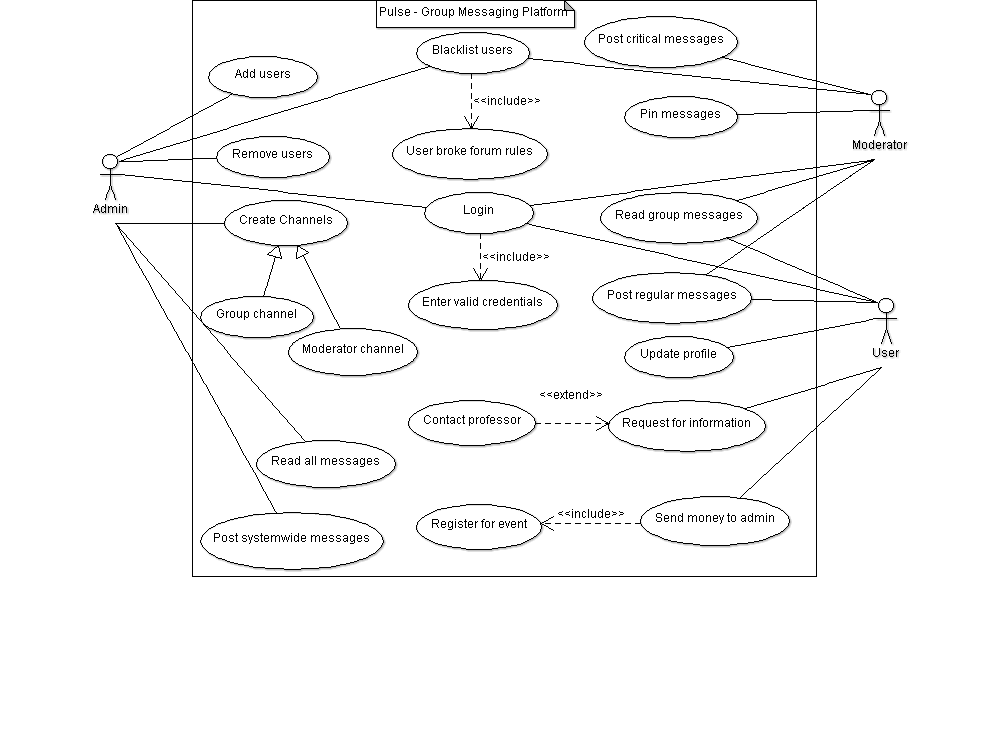 Pulse - Group Messaging Platform
Post critical messages
Blacklist users
Add users
<<include>>
Pin messages
Moderator
User broke forum rules
Remove users
Admin
Login
Read group messages
Create Channels
<<include>>
Post regular messages
Enter valid credentials
Group channel
User
Moderator channel
Update profile
<<extend>>
Contact professor
Request for information
Read all messages
<<include>>
Send money to admin
Register for event
Post systemwide messages